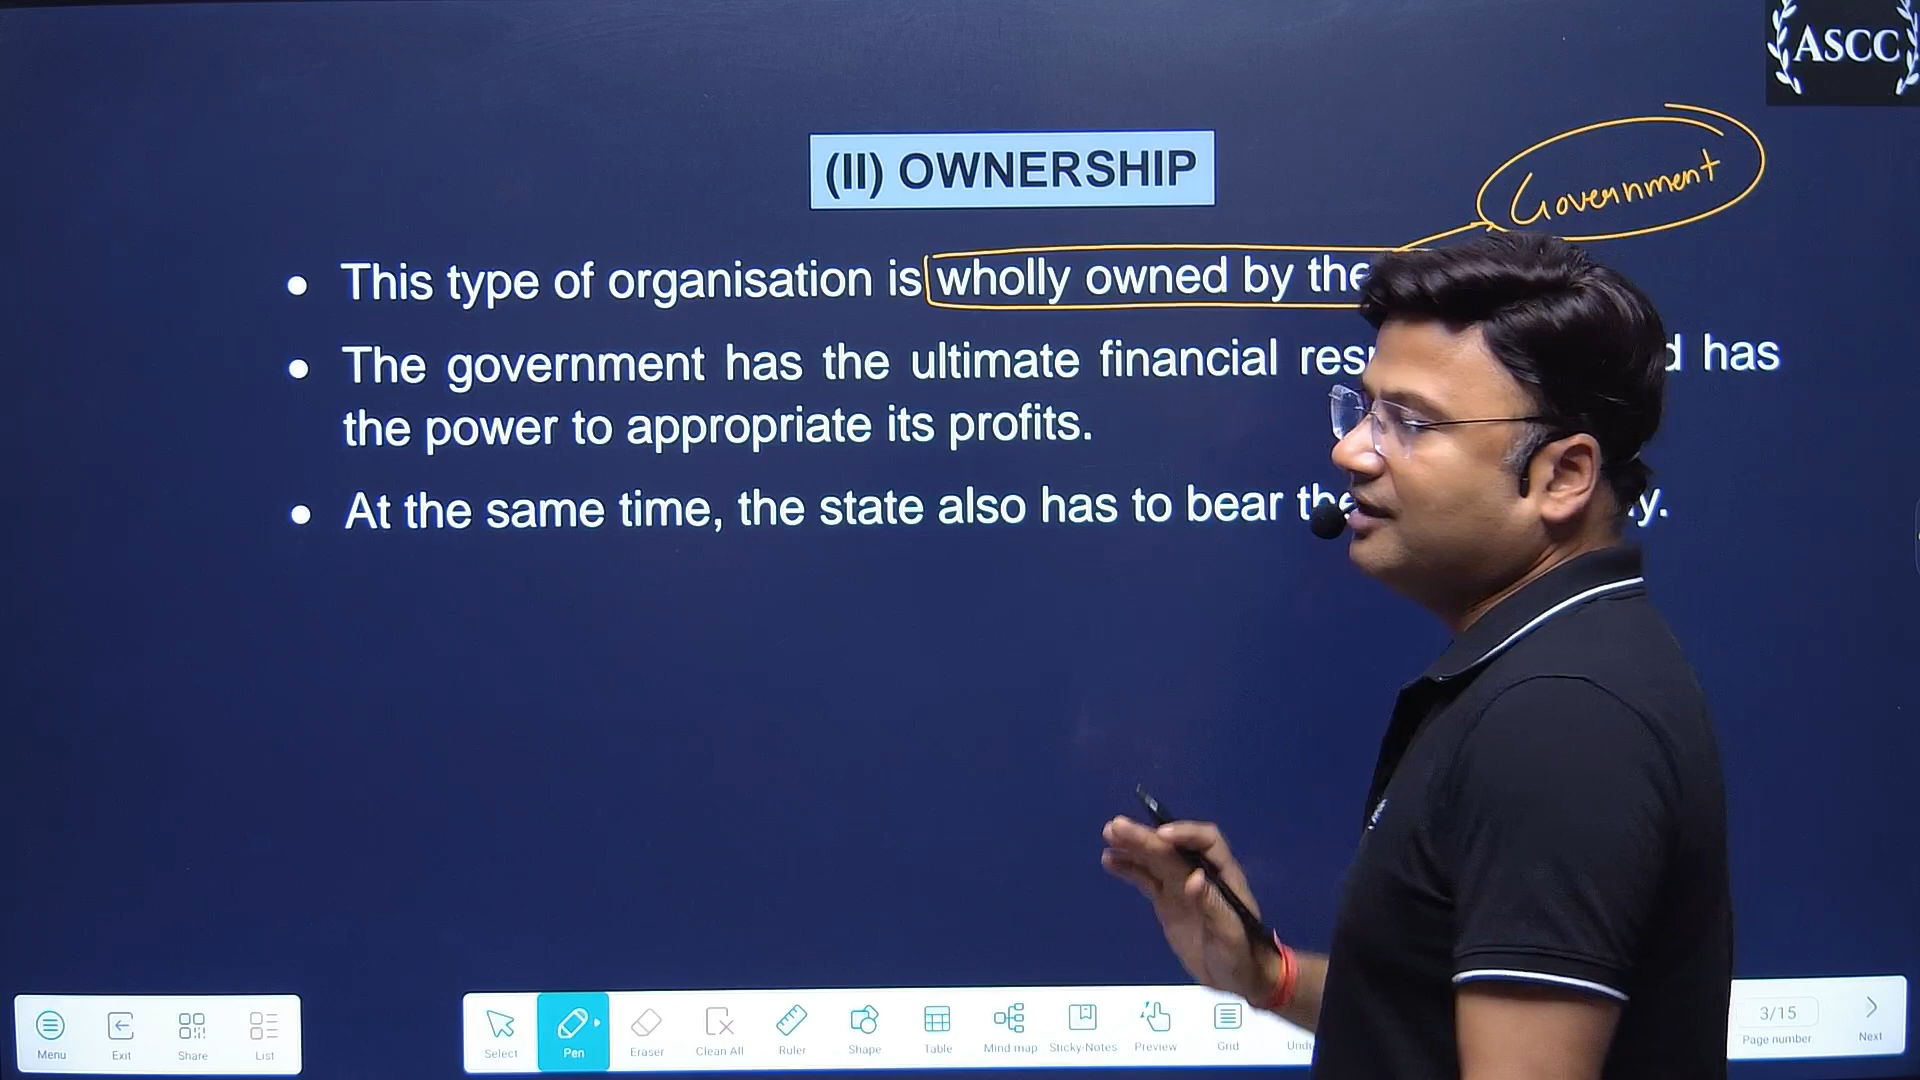 ASCC
(II) OWNERSHIP
Government
• This type of organisation is wholly owned by the
• The government has the ultimate financial has
the power to appropriate its profits.
• At the same time, the state also has to bear
Menu Exit Share List
Select Pen Eraser Clean All Ruler Shape Table Mind map Sticky-Notes Preview Grid
3/15
Page number Next